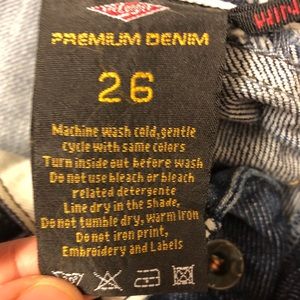 PREMIUM DENIM
26
Machine wash cold,gentle
cycle with same colors
Turn inside out before wash
Do not use bleach or bleach
related detergente
Line dry in the shade,
Do not tumble dry, warm iron
Do not iron print,
Embroidery and Labels